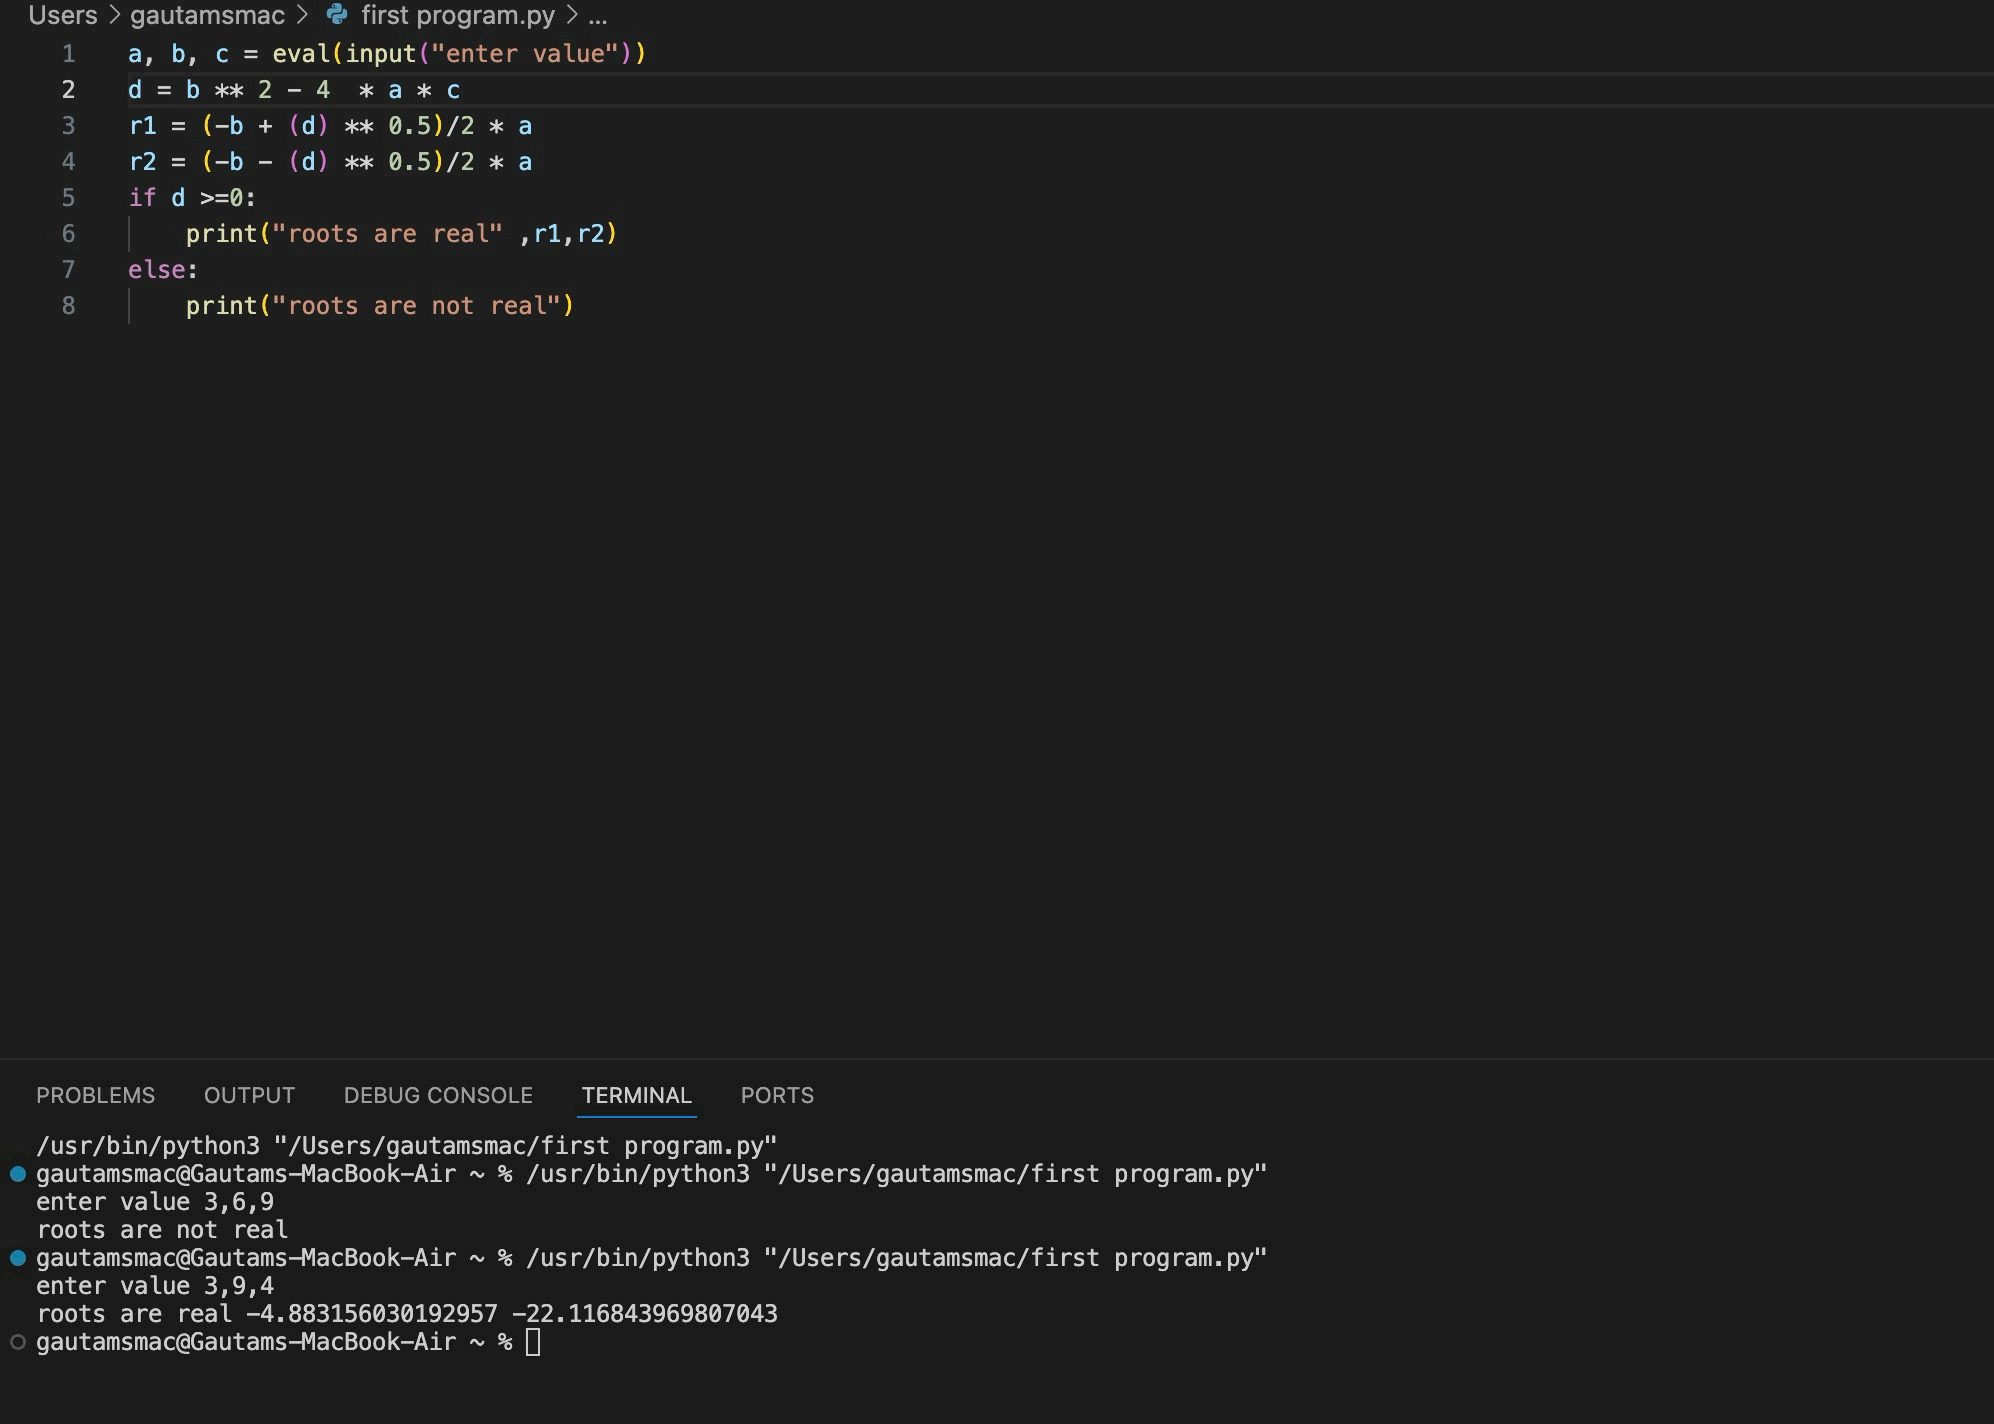 Users > gautamsmac > first program.py > ...
1 a, b, c = eval(input("enter value"))
2 d = b ** 2 - 4  * a * c
3 r1 = (-b + (d) ** 0.5)/2 * a
4 r2 = (-b - (d) ** 0.5)/2 * a
5 if d >=0:
6     print("roots are real" ,r1,r2)
7 else:
8     print("roots are not real")
PROBLEMS OUTPUT DEBUG CONSOLE TERMINAL PORTS
/usr/bin/python3 "/Users/gautamsmac/first program.py"
gautamsmac@Gautams-MacBook-Air ~ % /usr/bin/python3 "/Users/gautamsmac/first program.py"
enter value 3,6,9
roots are not real
gautamsmac@Gautams-MacBook-Air ~ % /usr/bin/python3 "/Users/gautamsmac/first program.py"
enter value 3,9,4
roots are real -4.883156030192957 -22.116843969807043
gautamsmac@Gautams-MacBook-Air ~ %